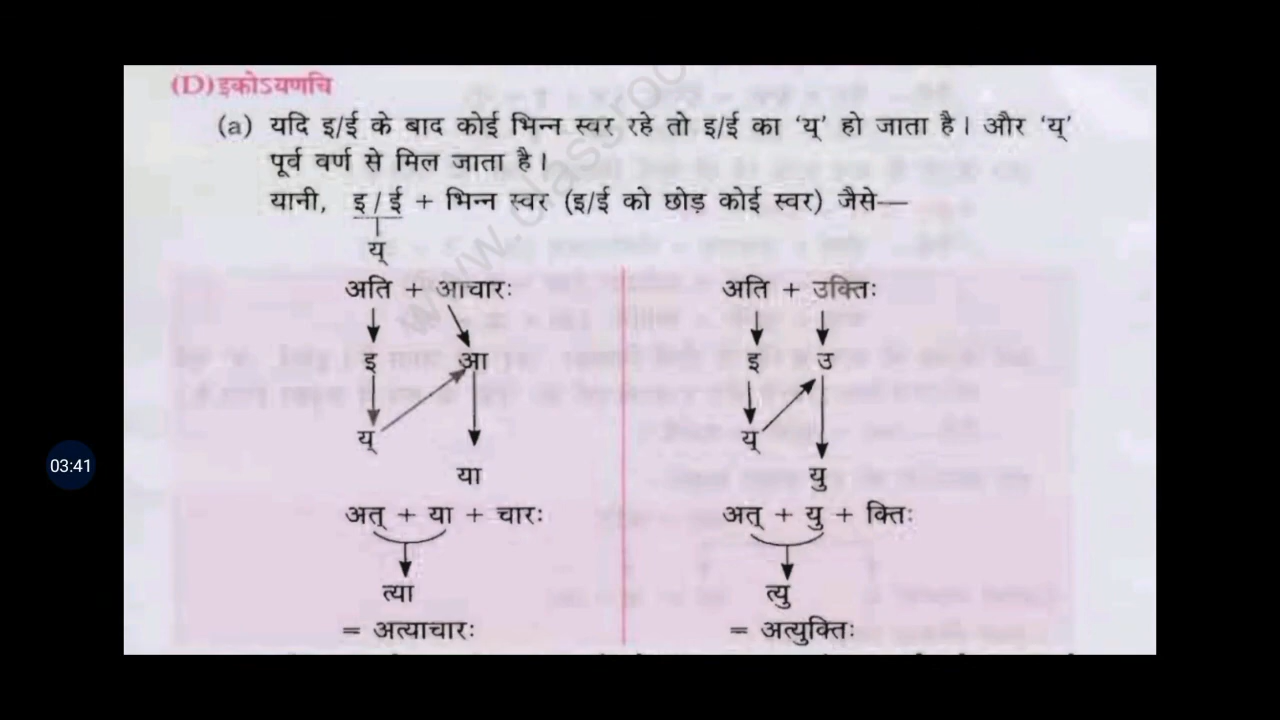 (D) इकोऽयणचि
(a) यदि इ/ई के बाद कोई भिन्न स्वर रहे तो इ/ई का ‘य्’ हो जाता है। और ‘य्’
पूर्व वर्ण से मिल जाता है।
यानी, इ / ई + भिन्न स्वर (इ/ई को छोड़ कोई स्वर) जैसे—
य्
अति + आचारः
इ आ
य्
या
अत् + या + चारः
त्या
= अत्याचारः
अति + उक्तिः
इ उ
य्
यु
अत् + यु + क्तिः
त्यु
= अत्युक्तिः
03:41